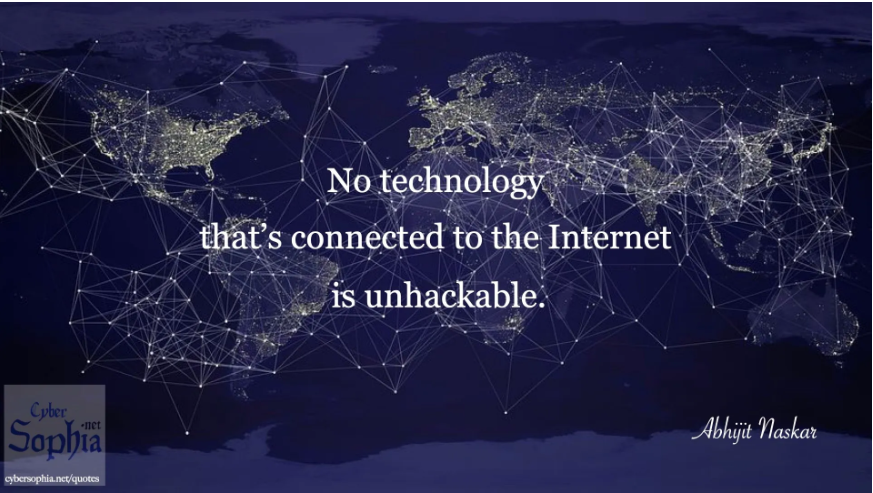 No technology
that’s connected to the Internet
is unhackable.
Abhijit Naskar
Cyber
Sophia
.net
cybersophia.net/quotes